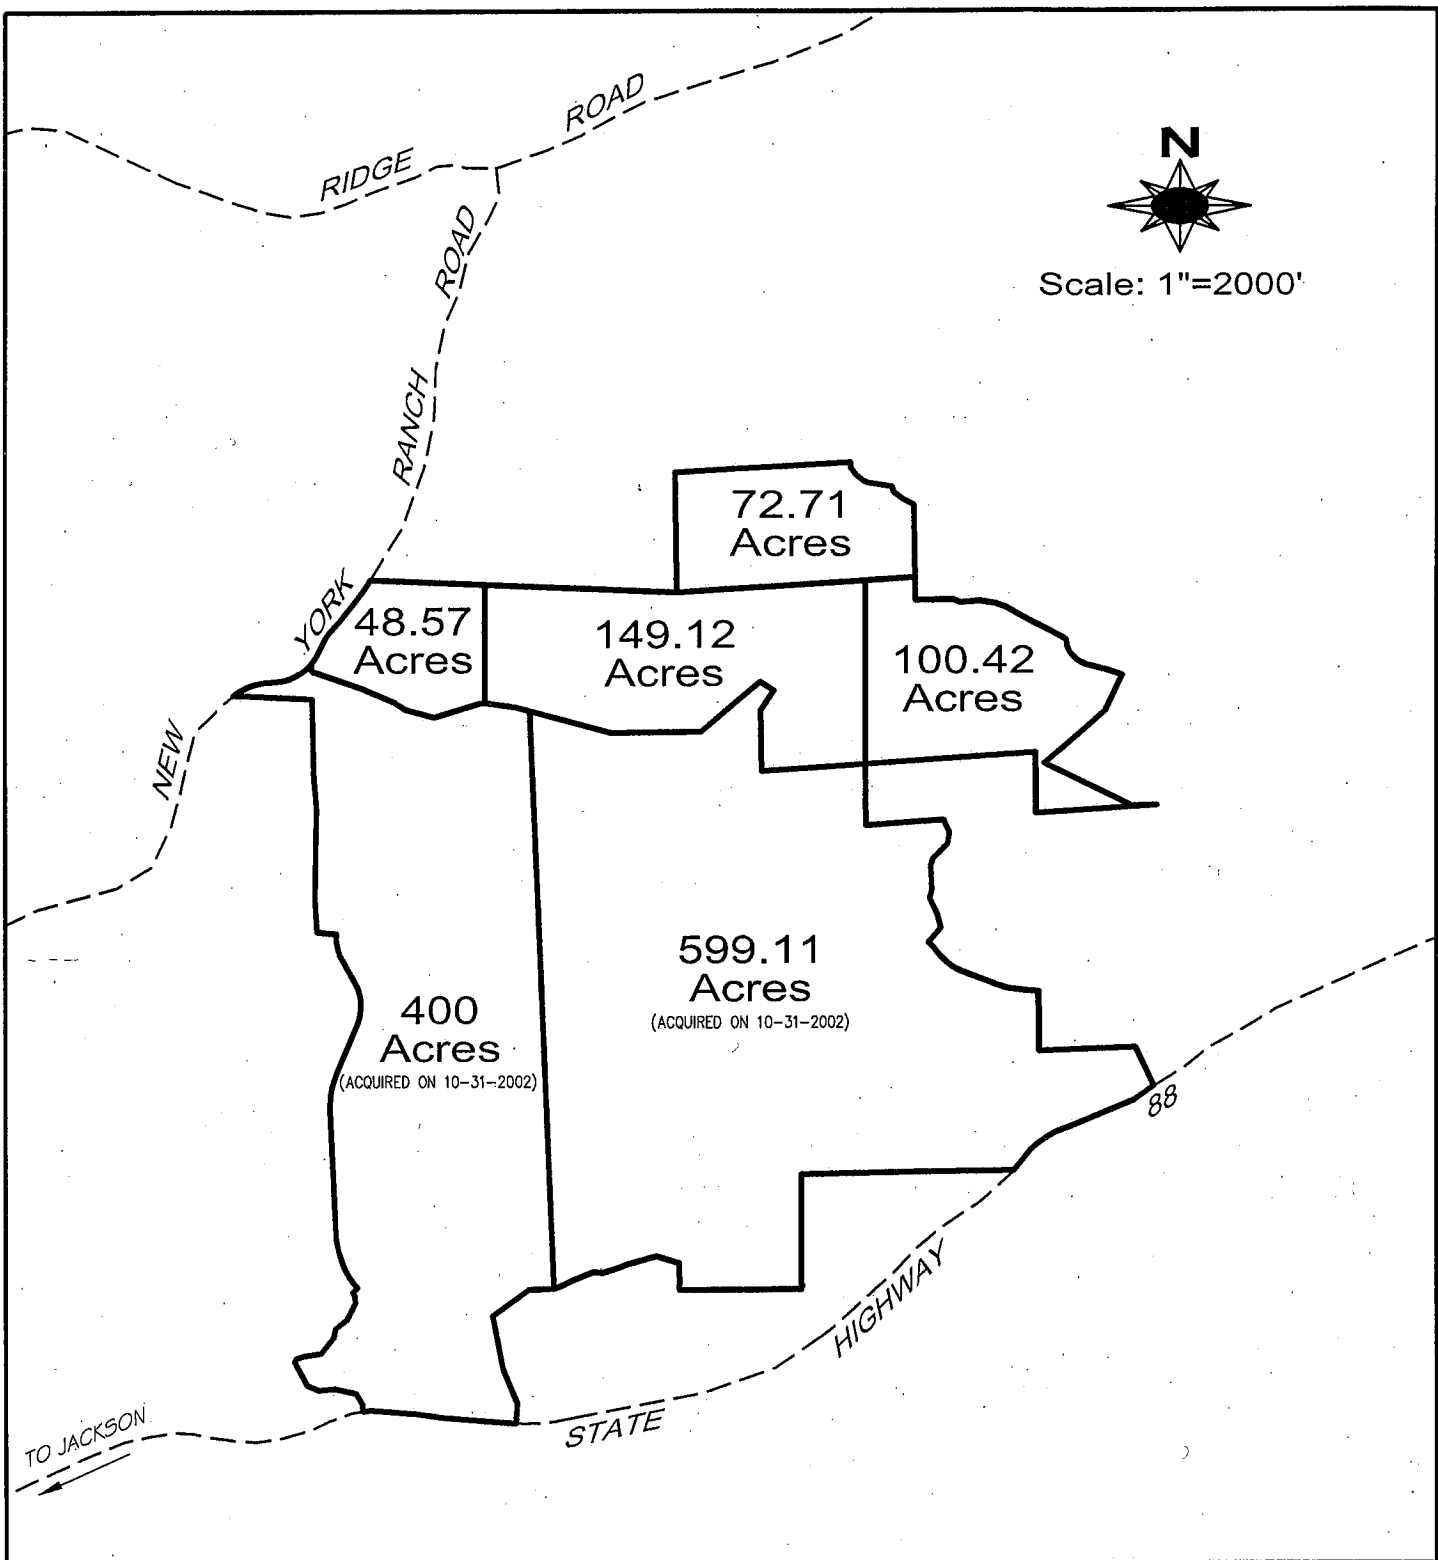 RIDGE ROAD
N
Scale: 1"=2000'
NEW YORK RANCH ROAD
72.71
Acres
48.57
Acres
149.12
Acres
100.42
Acres
599.11
Acres
(ACQUIRED ON 10-31-2002)
400
Acres
(ACQUIRED ON 10-31-2002)
STATE HIGHWAY 88
TO JACKSON